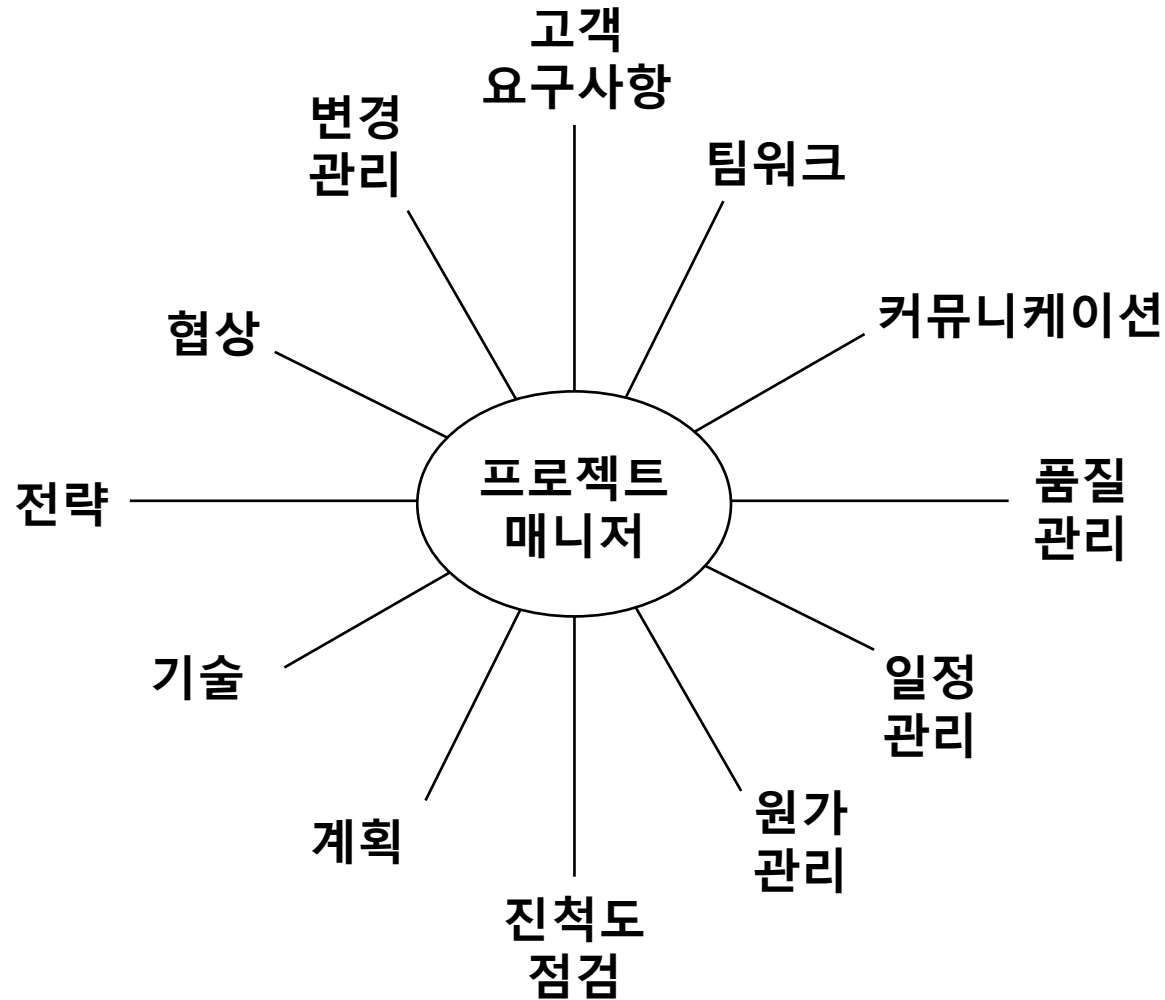 고객
요구사항
변경
관리
팀워크
커뮤니케이션
협상
프로젝트
매니저
전략
품질
관리
기술
일정
관리
계획
원가
관리
진척도
점검